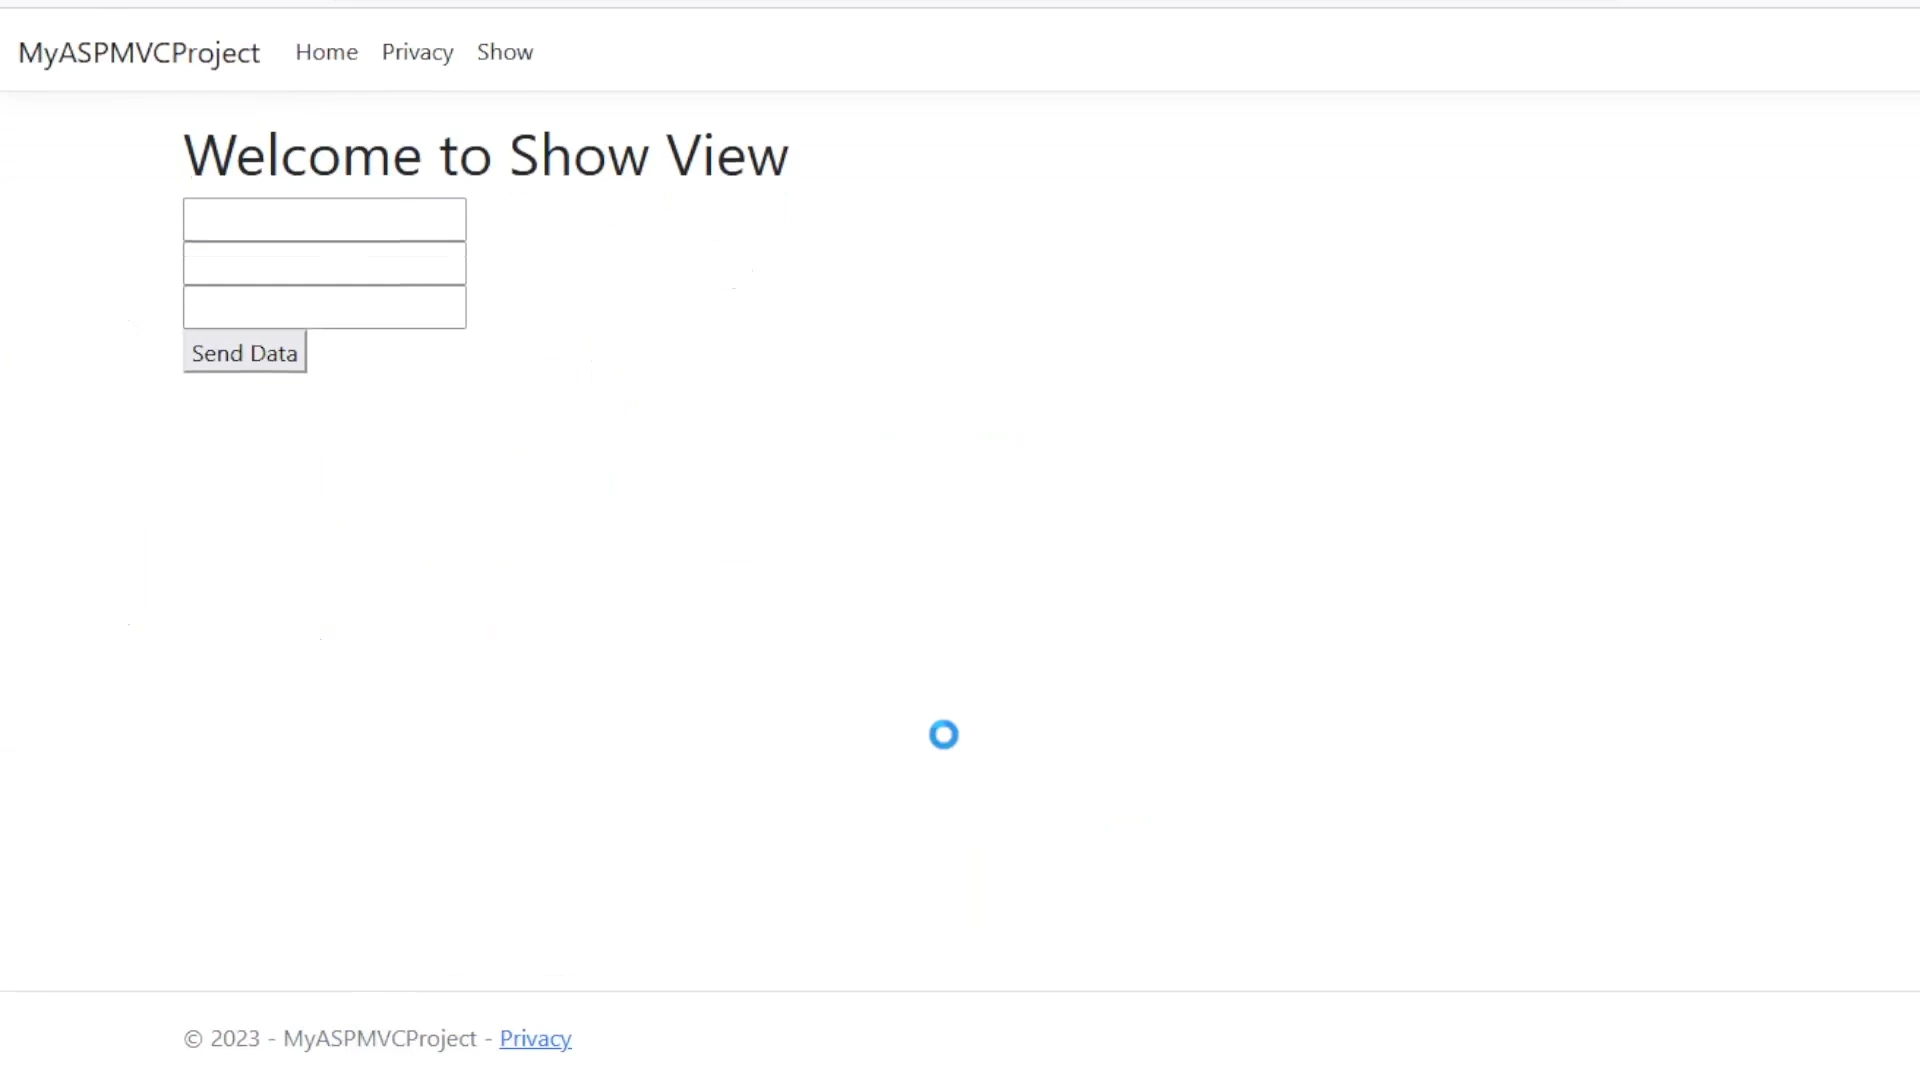 MyASPMVCProject Home Privacy Show
Welcome to Show View
Send Data
© 2023 - MyASPMVCProject - Privacy